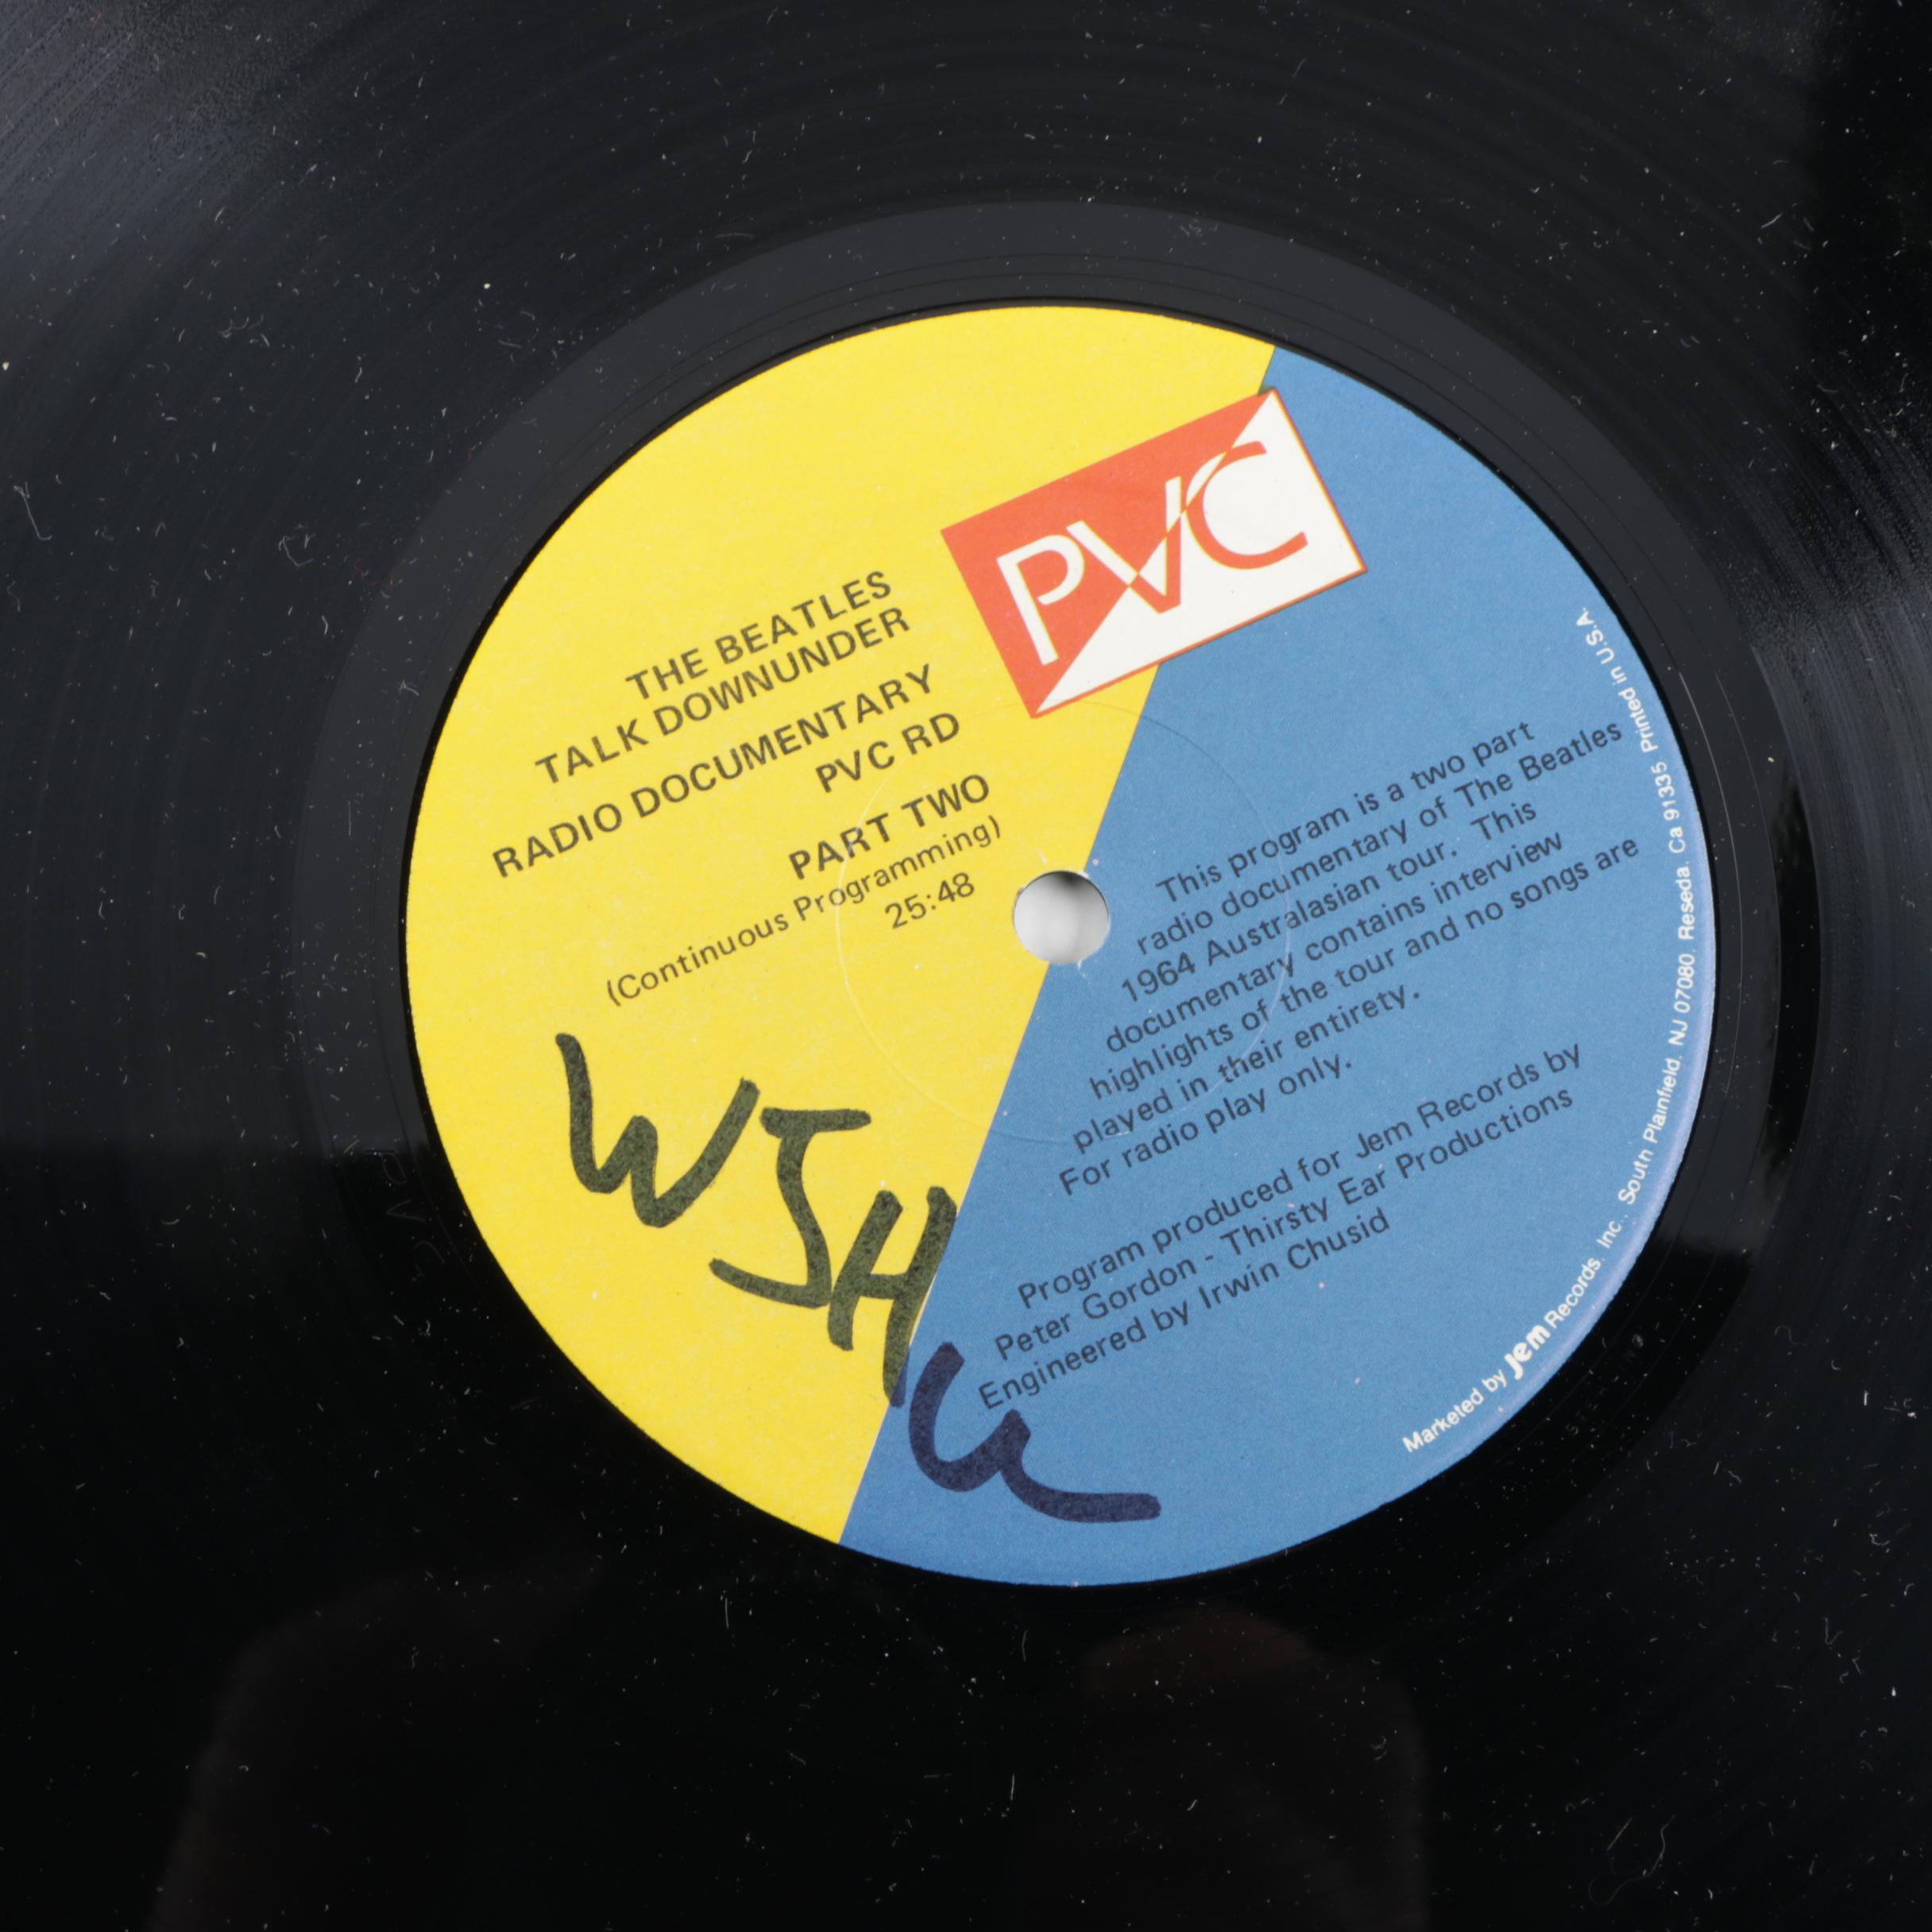 PVC
THE BEATLES
TALK DOWNUNDER
RADIO DOCUMENTARY
PVC RD
PART TWO
(Continuous Programming)
25:48
This program is a two part
radio documentary of The Beatles
1964 Australasian tour. This
documentary contains interview
highlights of the tour and no songs are
played in their entirety.
For radio play only.
Program produced for Jem Records by
Peter Gordon - Thirsty Ear Productions
Engineered by Irwin Chusid
Marketed by Jem Records, Inc., South Plainfield, NJ 07080, Reseda, Ca 91335 Printed in U.S.A.
WSHU